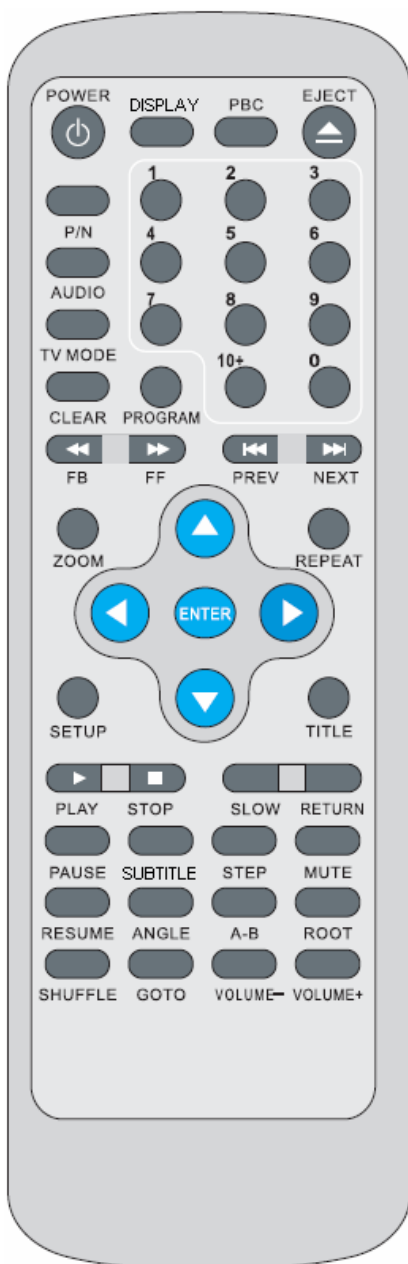 POWER DISPLAY PBC EJECT
1 2 3
P/N 4 5 6
AUDIO 7 8 9
TV MODE 10+ 0
CLEAR PROGRAM
FB FF PREV NEXT
ZOOM REPEAT
ENTER
SETUP TITLE
PLAY STOP SLOW RETURN
PAUSE SUBTITLE STEP MUTE
RESUME ANGLE A-B ROOT
SHUFFLE GOTO VOLUME− VOLUME+